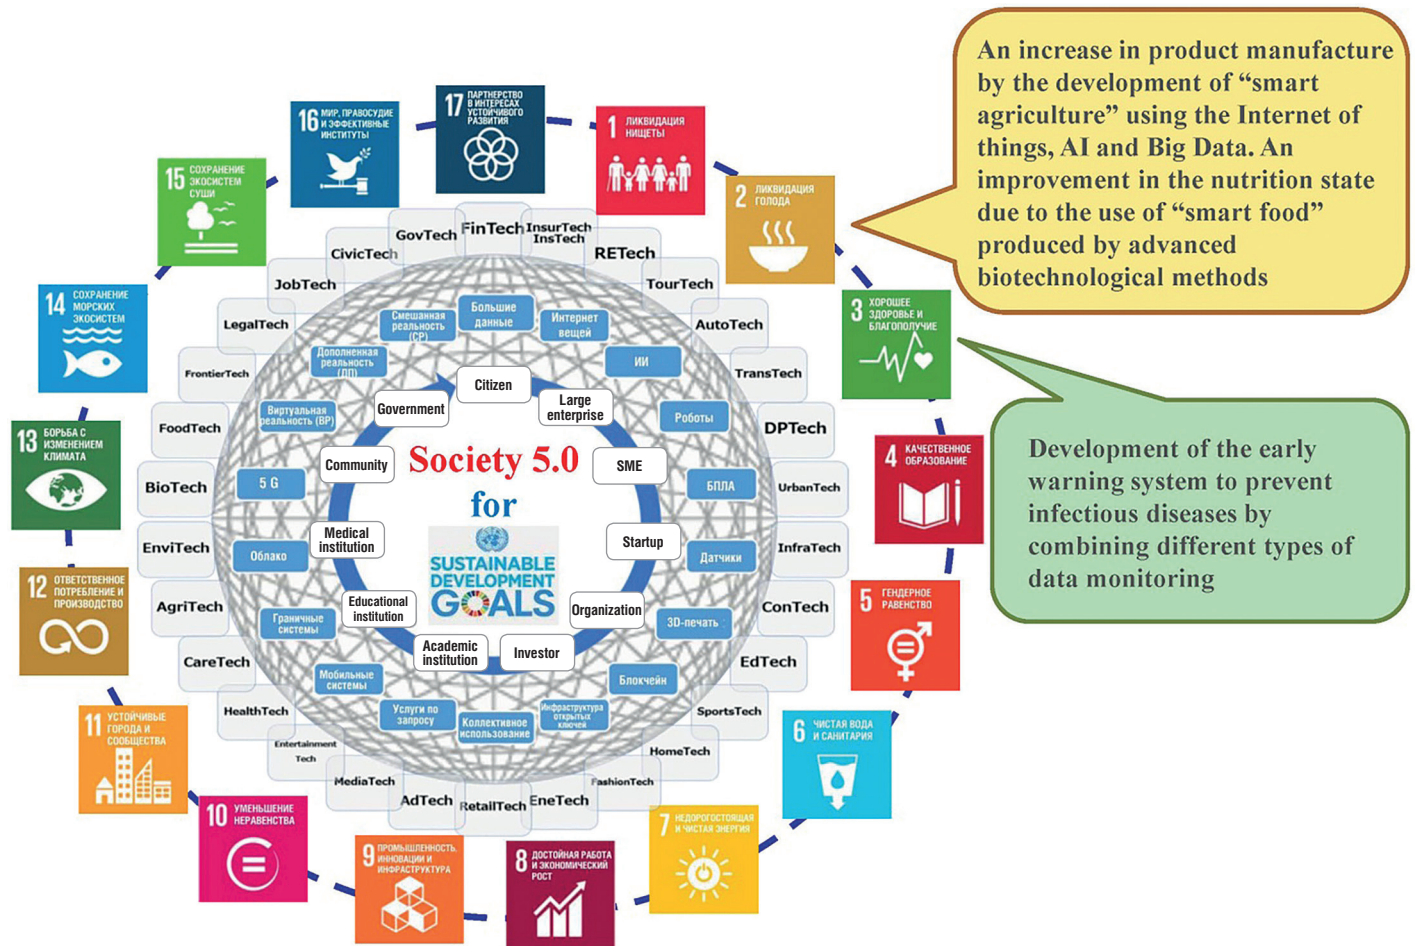 17 ПАРТНЕРСТВО
В ИНТЕРЕСАХ
УСТОЙЧИВОГО
РАЗВИТИЯ
1 ЛИКВИДАЦИЯ
НИЩЕТЫ
2 ЛИКВИДАЦИЯ
ГОЛОДА
3 ХОРОШЕЕ
ЗДОРОВЬЕ И
БЛАГОПОЛУЧИЕ
4 КАЧЕСТВЕННОЕ
ОБРАЗОВАНИЕ
5 ГЕНДЕРНОЕ
РАВЕНСТВО
6 ЧИСТАЯ ВОДА
И САНИТАРИЯ
7 НЕДОРОГОСТОЯЩАЯ
И ЧИСТАЯ ЭНЕРГИЯ
8 ДОСТОЙНАЯ РАБОТА
И ЭКОНОМИЧЕСКИЙ
РОСТ
9 ПРОМЫШЛЕННОСТЬ,
ИННОВАЦИИ И
ИНФРАСТРУКТУРА
10 УМЕНЬШЕНИЕ
НЕРАВЕНСТВА
11 УСТОЙЧИВЫЕ
ГОРОДА И
СООБЩЕСТВА
12 ОТВЕТСТВЕННОЕ
ПОТРЕБЛЕНИЕ И
ПРОИЗВОДСТВО
13 БОРЬБА С
ИЗМЕНЕНИЕМ
КЛИМАТА
14 СОХРАНЕНИЕ
МОРСКИХ
ЭКОСИСТЕМ
15 СОХРАНЕНИЕ
ЭКОСИСТЕМ
СУШИ
16 МИР, ПРАВОСУДИЕ
И ЭФФЕКТИВНЫЕ
ИНСТИТУТЫ
An increase in product manufacture
by the development of “smart
agriculture” using the Internet of
things, AI and Big Data. An
improvement in the nutrition state
due to the use of “smart food”
produced by advanced
biotechnological methods
Development of the early
warning system to prevent
infectious diseases by
combining different types of
data monitoring
FinTech
InsurTech
InsTech
RETech
TourTech
AutoTech
TransTech
DPTech
UrbanTech
InfraTech
ConTech
EdTech
SportsTech
HomeTech
FashionTech
EneTech
RetailTech
AdTech
MediaTech
Entertainment
Tech
HealthTech
CareTech
AgriTech
EnviTech
BioTech
FoodTech
FrontierTech
LegalTech
JobTech
CivicTech
GovTech
Большие
данные
Интернет
вещей
ИИ
Роботы
БПЛА
Датчики
3D-печать :
Блокчейн
Инфраструктура
открытых
ключей
Коллективное
использование
Услуги по
запросу
Мобильные
системы
Граничные
системы
Облако
5 G
Виртуальная
реальность (ВР)
Дополненная
реальность
(ДП)
Смешанная
реальность
(СР)
Citizen
Large
enterprise
SME
Startup
Organization
Investor
Academic
institution
Educational
institution
Medical
institution
Community
Government
Society 5.0
for
SUSTAINABLE
DEVELOPMENT
GOALS